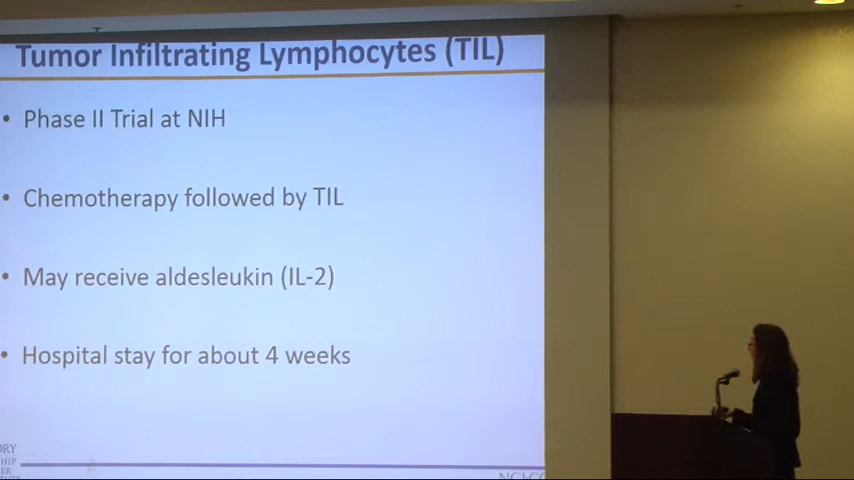 Tumor Infiltrating Lymphocytes (TIL)
• Phase II Trial at NIH
• Chemotherapy followed by TIL
• May receive aldesleukin (IL-2)
• Hospital stay for about 4 weeks